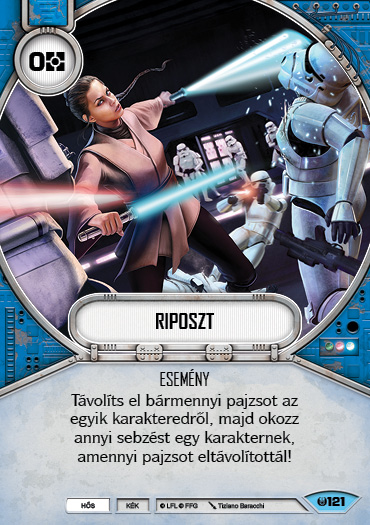 0
RIPOSZT
ESEMÉNY
Távolíts el bármennyi pajzsot az
egyik karakteredrõl, majd okozz
annyi sebzést egy karakternek,
amennyi pajzsot eltávolítottál!
HŐS KÉK © LFL © FFG Tiziano Baracchi
121